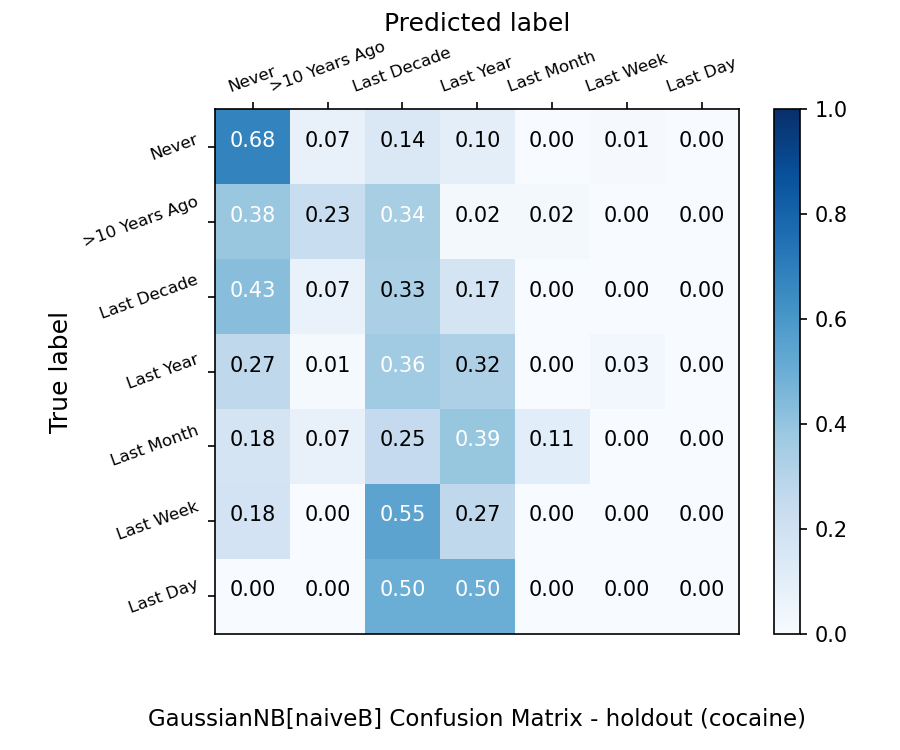 Predicted label
Never >10 Years Ago Last Decade Last Year Last Month Last Week Last Day
True label
Never 0.68 0.07 0.14 0.10 0.00 0.01 0.00
>10 Years Ago 0.38 0.23 0.34 0.02 0.02 0.00 0.00
Last Decade 0.43 0.07 0.33 0.17 0.00 0.00 0.00
Last Year 0.27 0.01 0.36 0.32 0.00 0.03 0.00
Last Month 0.18 0.07 0.25 0.39 0.11 0.00 0.00
Last Week 0.18 0.00 0.55 0.27 0.00 0.00 0.00
Last Day 0.00 0.00 0.50 0.50 0.00 0.00 0.00
1.0
0.8
0.6
0.4
0.2
0.0
GaussianNB[naiveB] Confusion Matrix - holdout (cocaine)